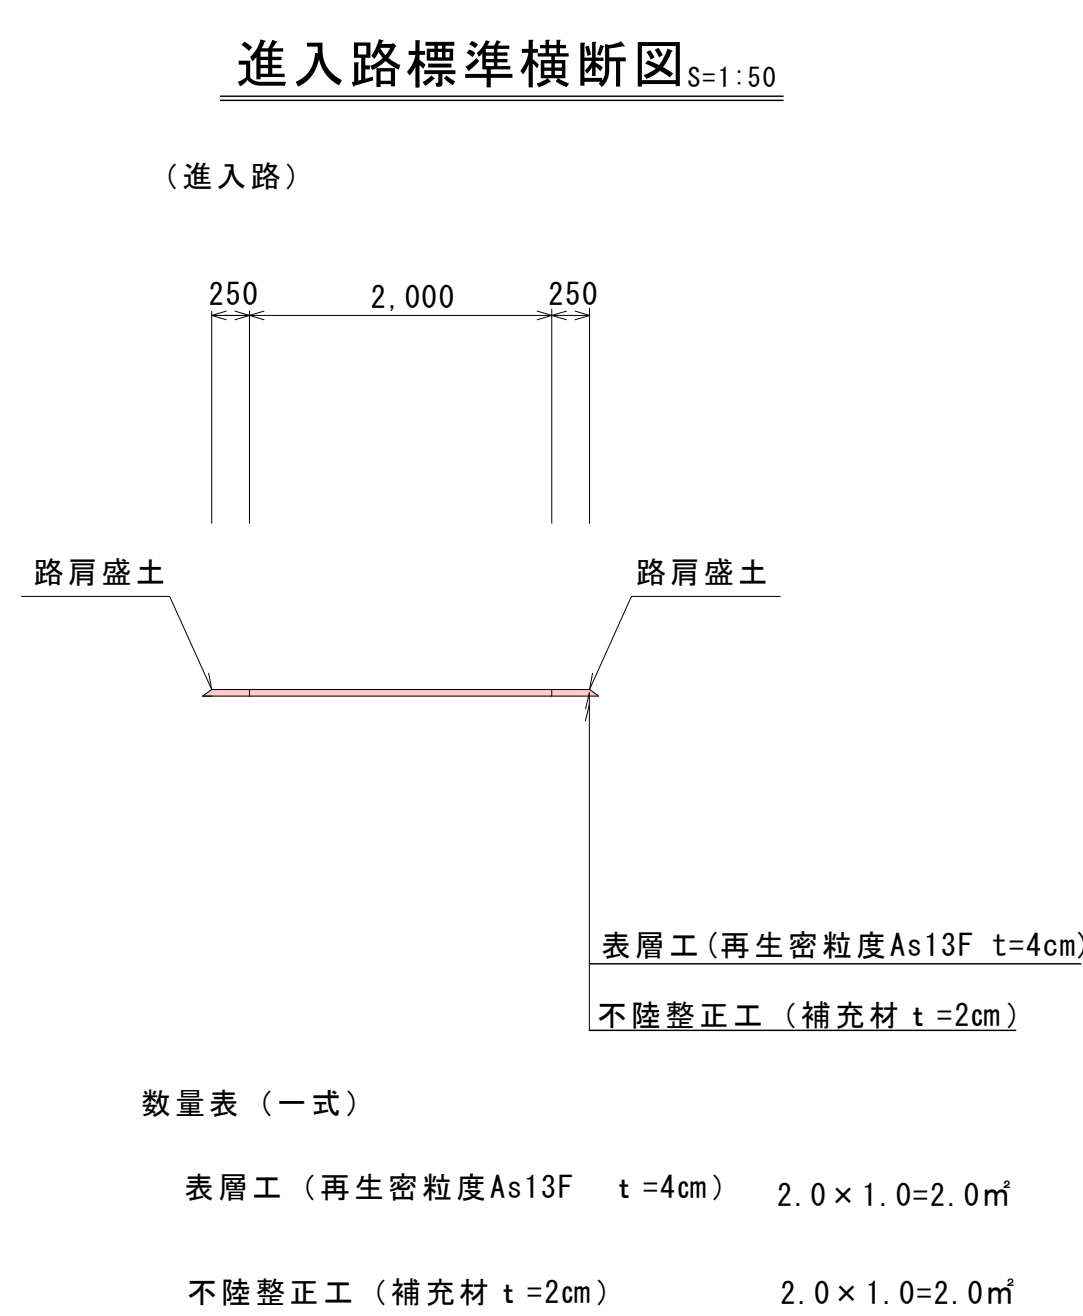 進入路標準横断図S=1:50
（進入路）
250 2,000 250
路肩盛土 路肩盛土
表層工(再生密粒度As13F t=4cm)
不陸整正工（補充材ｔ=2㎝）
数量表（一式）
表層工（再生密粒度As13F ｔ=4㎝） 2.0×1.0=2.0㎡
不陸整正工（補充材ｔ=2㎝） 2.0×1.0=2.0㎡